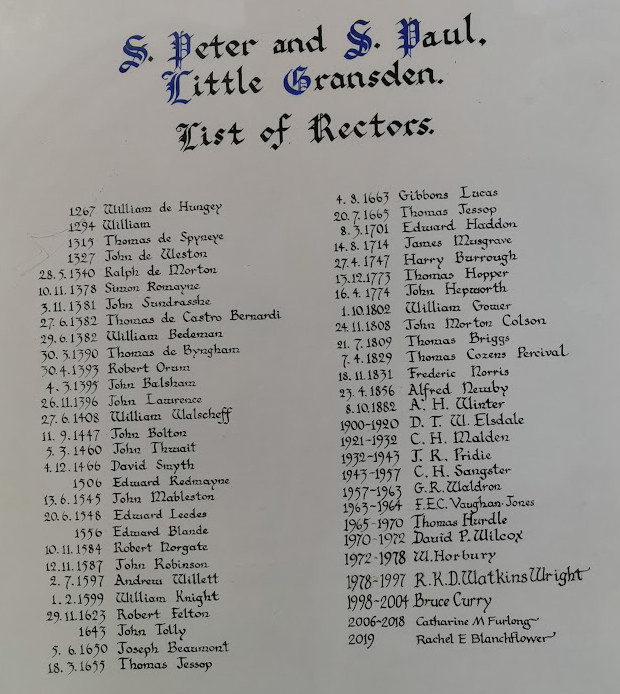 S. Peter and S. Paul,
Little Gransden.
List of Rectors.
1267 William de Hungey
1294 William
1315 Thomas de Spyneye
1327 John de Weston
28.5.1340 Ralph de Morton
10.11.1378 Simon Romayne
3.11.1381 John Sundrasshe
27.6.1382 Thomas de Castro Bernardi
29.6.1382 William Bedeman
30.3.1390 Thomas de Byngham
30.4.1393 Robert Orum
4.3.1395 John Balsham
26.11.1396 John Lawrence
27.6.1408 William Walscheff
11.9.1447 John Bolton
5.3.1460 John Thwait
4.12.1466 David Smyth
1506 Edward Redmayne
13.6.1545 John Mableston
20.6.1548 Edward Leedes
1556 Edward Blande
10.11.1584 Robert Norgate
12.11.1587 John Robinson
2.7.1597 Andrew Willett
1.2.1599 William Knight
29.11.1623 Robert Felton
1643 John Tolly
5.6.1650 Joseph Beaumont
18.3.1655 Thomas Jessop
4.8.1663 Gibbons Lucas
20.7.1665 Thomas Jessop
8.3.1701 Edward Haddon
14.8.1714 James Musgrave
27.4.1747 Harry Burrough
13.12.1773 Thomas Hopper
16.4.1774 John Hepworth
1.10.1802 William Gower
24.11.1808 John Morton Colson
21.7.1809 Thomas Briggs
7.4.1829 Thomas Cozens Percival
18.11.1831 Frederic Norris
23.4.1856 Alfred Newby
8.10.1882 A. H. Winter
1900-1920 D. T. W. Elsdale
1921-1932 C. H. Malden
1932-1943 J. R. Pridie
1943-1957 C. H. Sangster
1957-1963 G.R. Waldron
1963-1964 F.E.C. Vaughan-Jones
1965-1970 Thomas Hurdle
1970-1972 David P. Wilcox
1972-1978 W. Horbury
1978-1997 R.K.D. Watkins Wright
1998-2004 Bruce Curry
2006-2018 Catharine M Furlong
2019 Rachel E Blanchflower